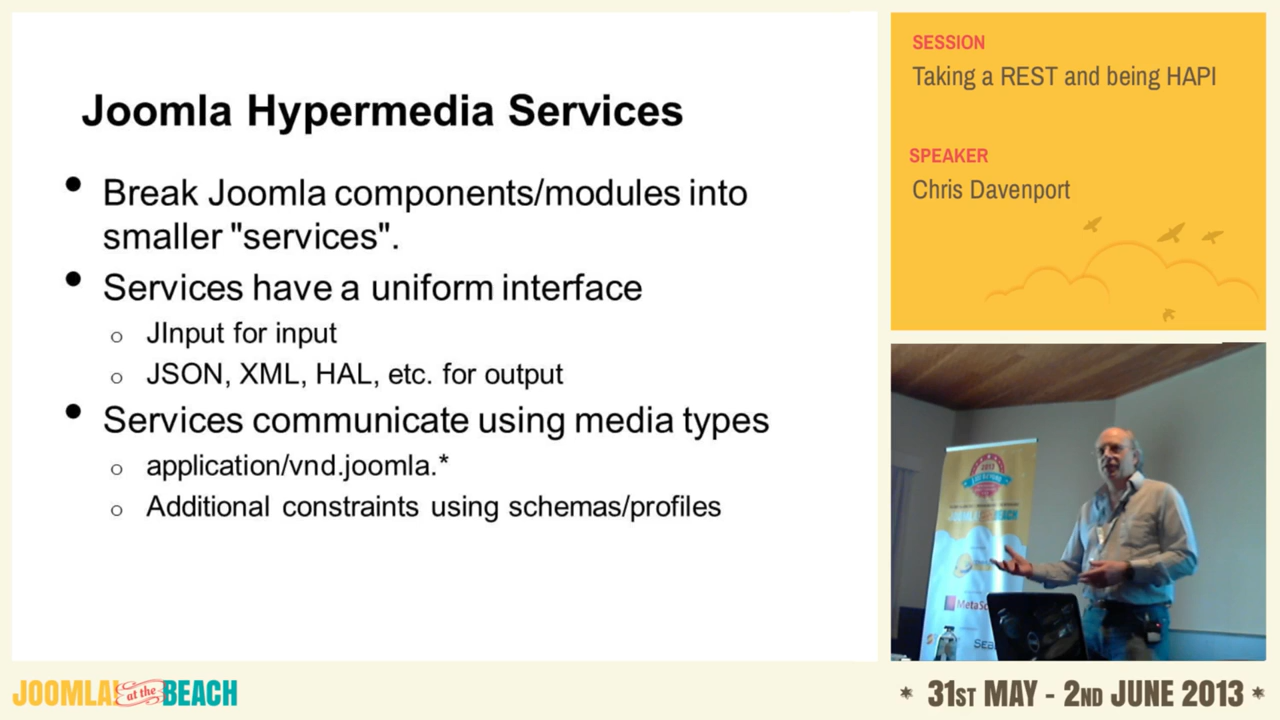 Joomla Hypermedia Services
• Break Joomla components/modules into
smaller "services".
• Services have a uniform interface
o JInput for input
o JSON, XML, HAL, etc. for output
• Services communicate using media types
o application/vnd.joomla.*
o Additional constraints using schemas/profiles
SESSION
Taking a REST and being HAPI
SPEAKER
Chris Davenport
JOOMLA! at the BEACH
* 31ST MAY - 2ND JUNE 2013 *